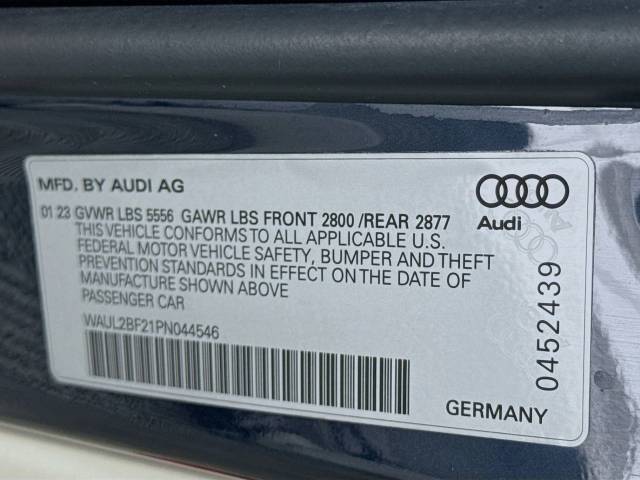 MFD. BY AUDI AG
01 23 GVWR LBS 5556 GAWR LBS FRONT 2800 /REAR 2877
THIS VEHICLE CONFORMS TO ALL APPLICABLE U.S.
FEDERAL MOTOR VEHICLE SAFETY, BUMPER AND THEFT
PREVENTION STANDARDS IN EFFECT ON THE DATE OF
MANUFACTURE SHOWN ABOVE
PASSENGER CAR
WAUL2BF21PN044546
Audi
0452439
GERMANY